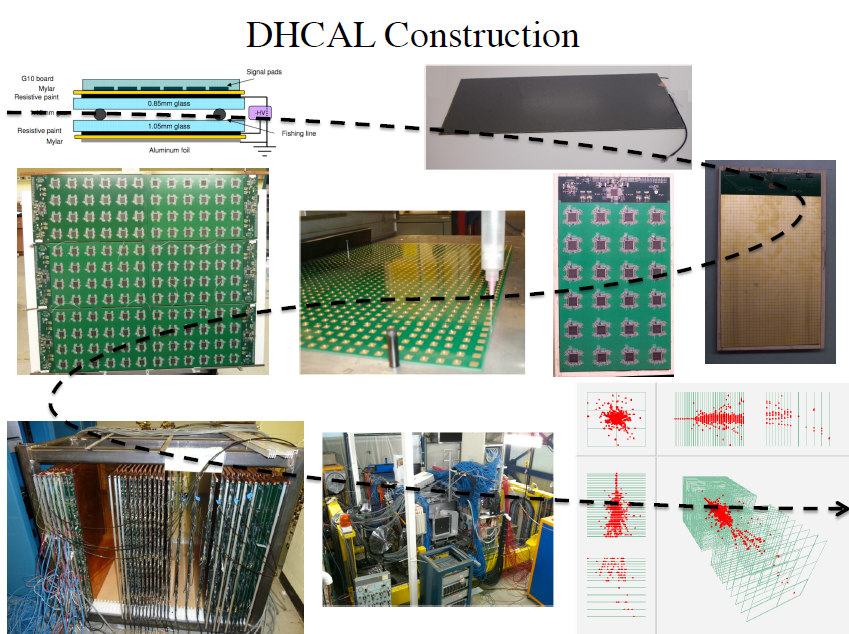 DHCAL Construction
Signal pads
G10 board
Mylar
Resistive paint
0.85mm glass
-HV
1.05mm glass
Fishing line
Resistive paint
Mylar
Aluminum foil